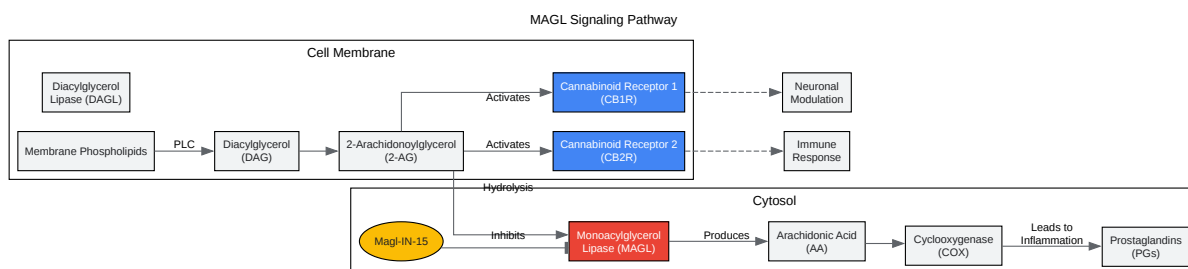 MAGL Signaling Pathway
Cell Membrane
Diacylglycerol
Lipase (DAGL)
Cannabinoid Receptor 1
(CB1R)
Neuronal
Modulation
Activates
Membrane Phospholipids
PLC
Diacylglycerol
(DAG)
2-Arachidonoylglycerol
(2-AG)
Activates
Cannabinoid Receptor 2
(CB2R)
Immune
Response
Hydrolysis
Cytosol
Magl-IN-15
Inhibits
Monoacylglycerol
Lipase (MAGL)
Produces
Arachidonic Acid
(AA)
Cyclooxygenase
(COX)
Leads to
Inflammation
Prostaglandins
(PGs)